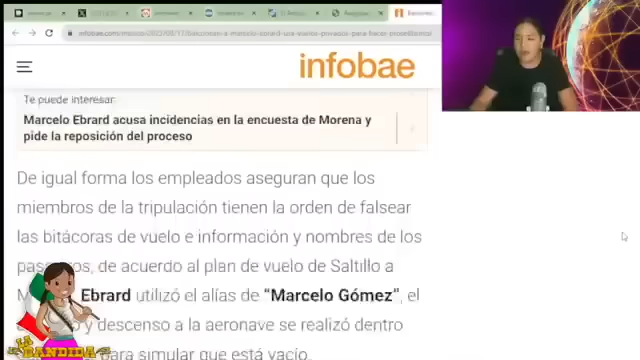 infobae
Te puede interesar:
Marcelo Ebrard acusa incidencias en la encuesta de Morena y
pide la reposición del proceso
De igual forma los empleados aseguran que los
miembros de la tripulación tienen la orden de falsear
las bitácoras de vuelo e información y nombres de los
de acuerdo al plan de vuelo de Saltillo a
Ebrard utilizó el alías de “Marcelo Gómez”, el
y descenso a la aeronave se realizó dentro
para simular que está vacío.
LA
BANDIDA